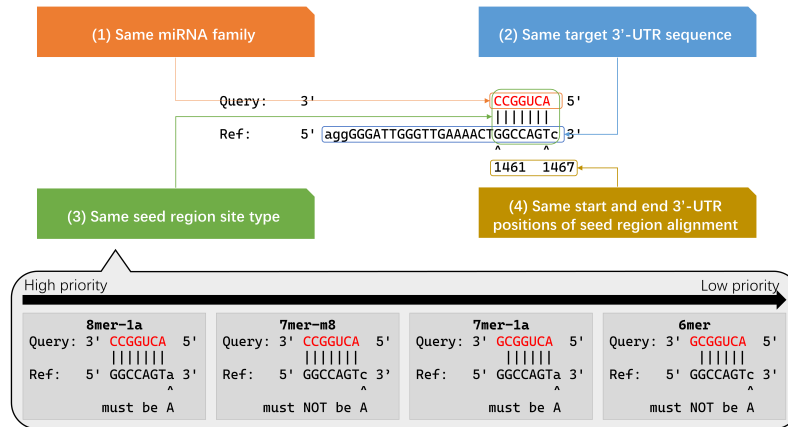 (1) Same miRNA family
(2) Same target 3'-UTR sequence
Query: 3' CCGGUCA 5'
|||||||
Ref: 5' aggGGGATTGGGTTGAAAACTGGCCAGTc 3'
^ ^
1461 1467
(3) Same seed region site type
(4) Same start and end 3'-UTR
positions of seed region alignment
High priority
Low priority
8mer-1a
Query: 3' CCGGUCA 5'
|||||||
Ref: 5' GGCCAGTa 3'
^
must be A
7mer-m8
Query: 3' CCGGUCA 5'
|||||||
Ref: 5' GGCCAGTc 3'
^
must NOT be A
7mer-1a
Query: 3' GCGGUCA 5'
||||||
Ref: 5' GGCCAGTa 3'
^
must be A
6mer
Query: 3' GCGGUCA 5'
||||||
Ref: 5' GGCCAGTc 3'
^
must NOT be A